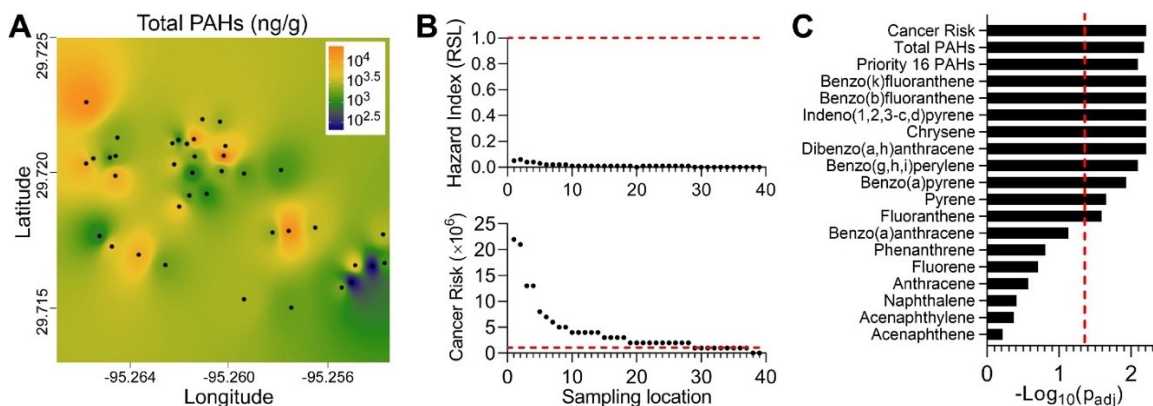 A
Total PAHs (ng/g)
29.725
29.720
29.715
Latitude
10^4
10^3.5
10^3
10^2.5
-95.264
-95.260
-95.256
Longitude
B
Hazard Index (RSL)
1.0
0.8
0.6
0.4
0.2
0.0
0
10
20
30
40
Cancer Risk (×10^6)
25
20
15
10
5
0
0
10
20
30
40
Sampling location
C
Cancer Risk
Total PAHs
Priority 16 PAHs
Benzo(k)fluoranthene
Benzo(b)fluoranthene
Indeno(1,2,3-c,d)pyrene
Chrysene
Dibenzo(a,h)anthracene
Benzo(g,h,i)perylene
Benzo(a)pyrene
Pyrene
Fluoranthene
Benzo(a)anthracene
Phenanthrene
Fluorene
Anthracene
Naphthalene
Acenaphthylene
Acenaphthene
0
1
2
-Log10(padj)